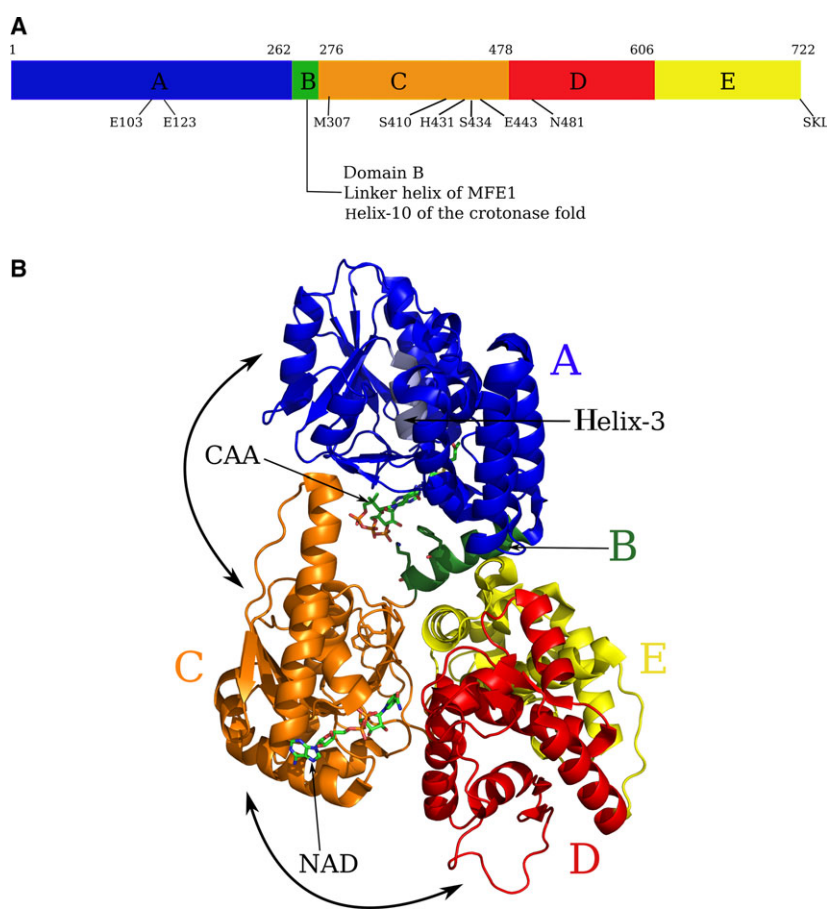 A
1 262 276 478 606 722
A B C D E
E103 E123 M307 S410 H431 S434 E443 N481 SKL
Domain B
Linker helix of MFE1
Helix-10 of the crotonase fold
B
A
Helix-3
CAA
B
C
E
NAD
D